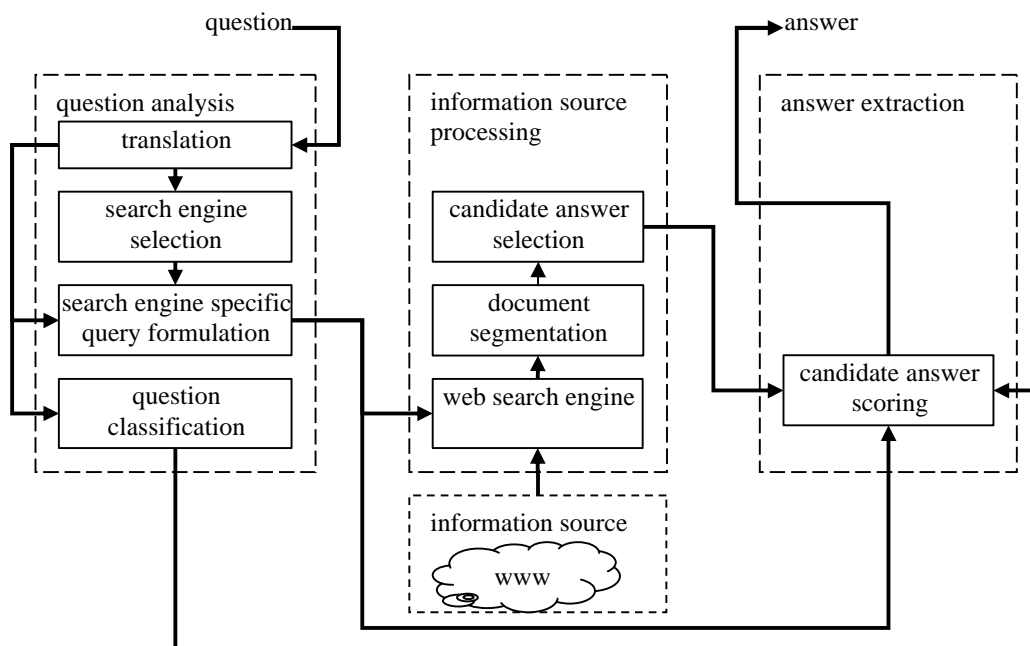 question
answer
question analysis
translation
search engine
selection
search engine specific
query formulation
question
classification
information source
processing
candidate answer
selection
document
segmentation
web search engine
information source
www
answer extraction
candidate answer
scoring